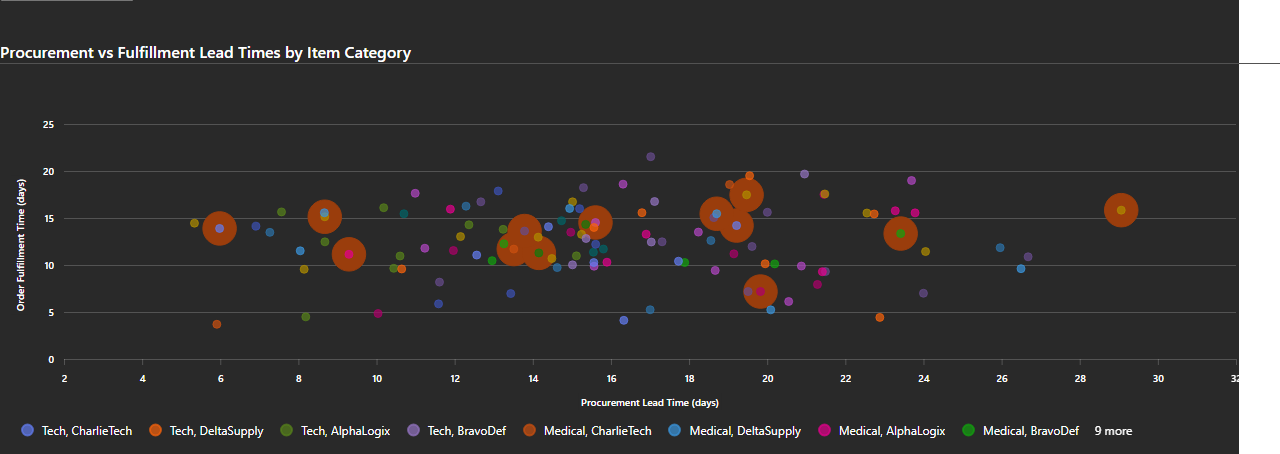 Procurement vs Fulfillment Lead Times by Item Category
25
20
15
10
5
0
Order Fulfillment Time (days)
2 4 6 8 10 12 14 16 18 20 22 24 26 28 30 32
Procurement Lead Time (days)
Tech, CharlieTech Tech, DeltaSupply Tech, AlphaLogix Tech, BravoDef Medical, CharlieTech Medical, DeltaSupply Medical, AlphaLogix Medical, BravoDef 9 more